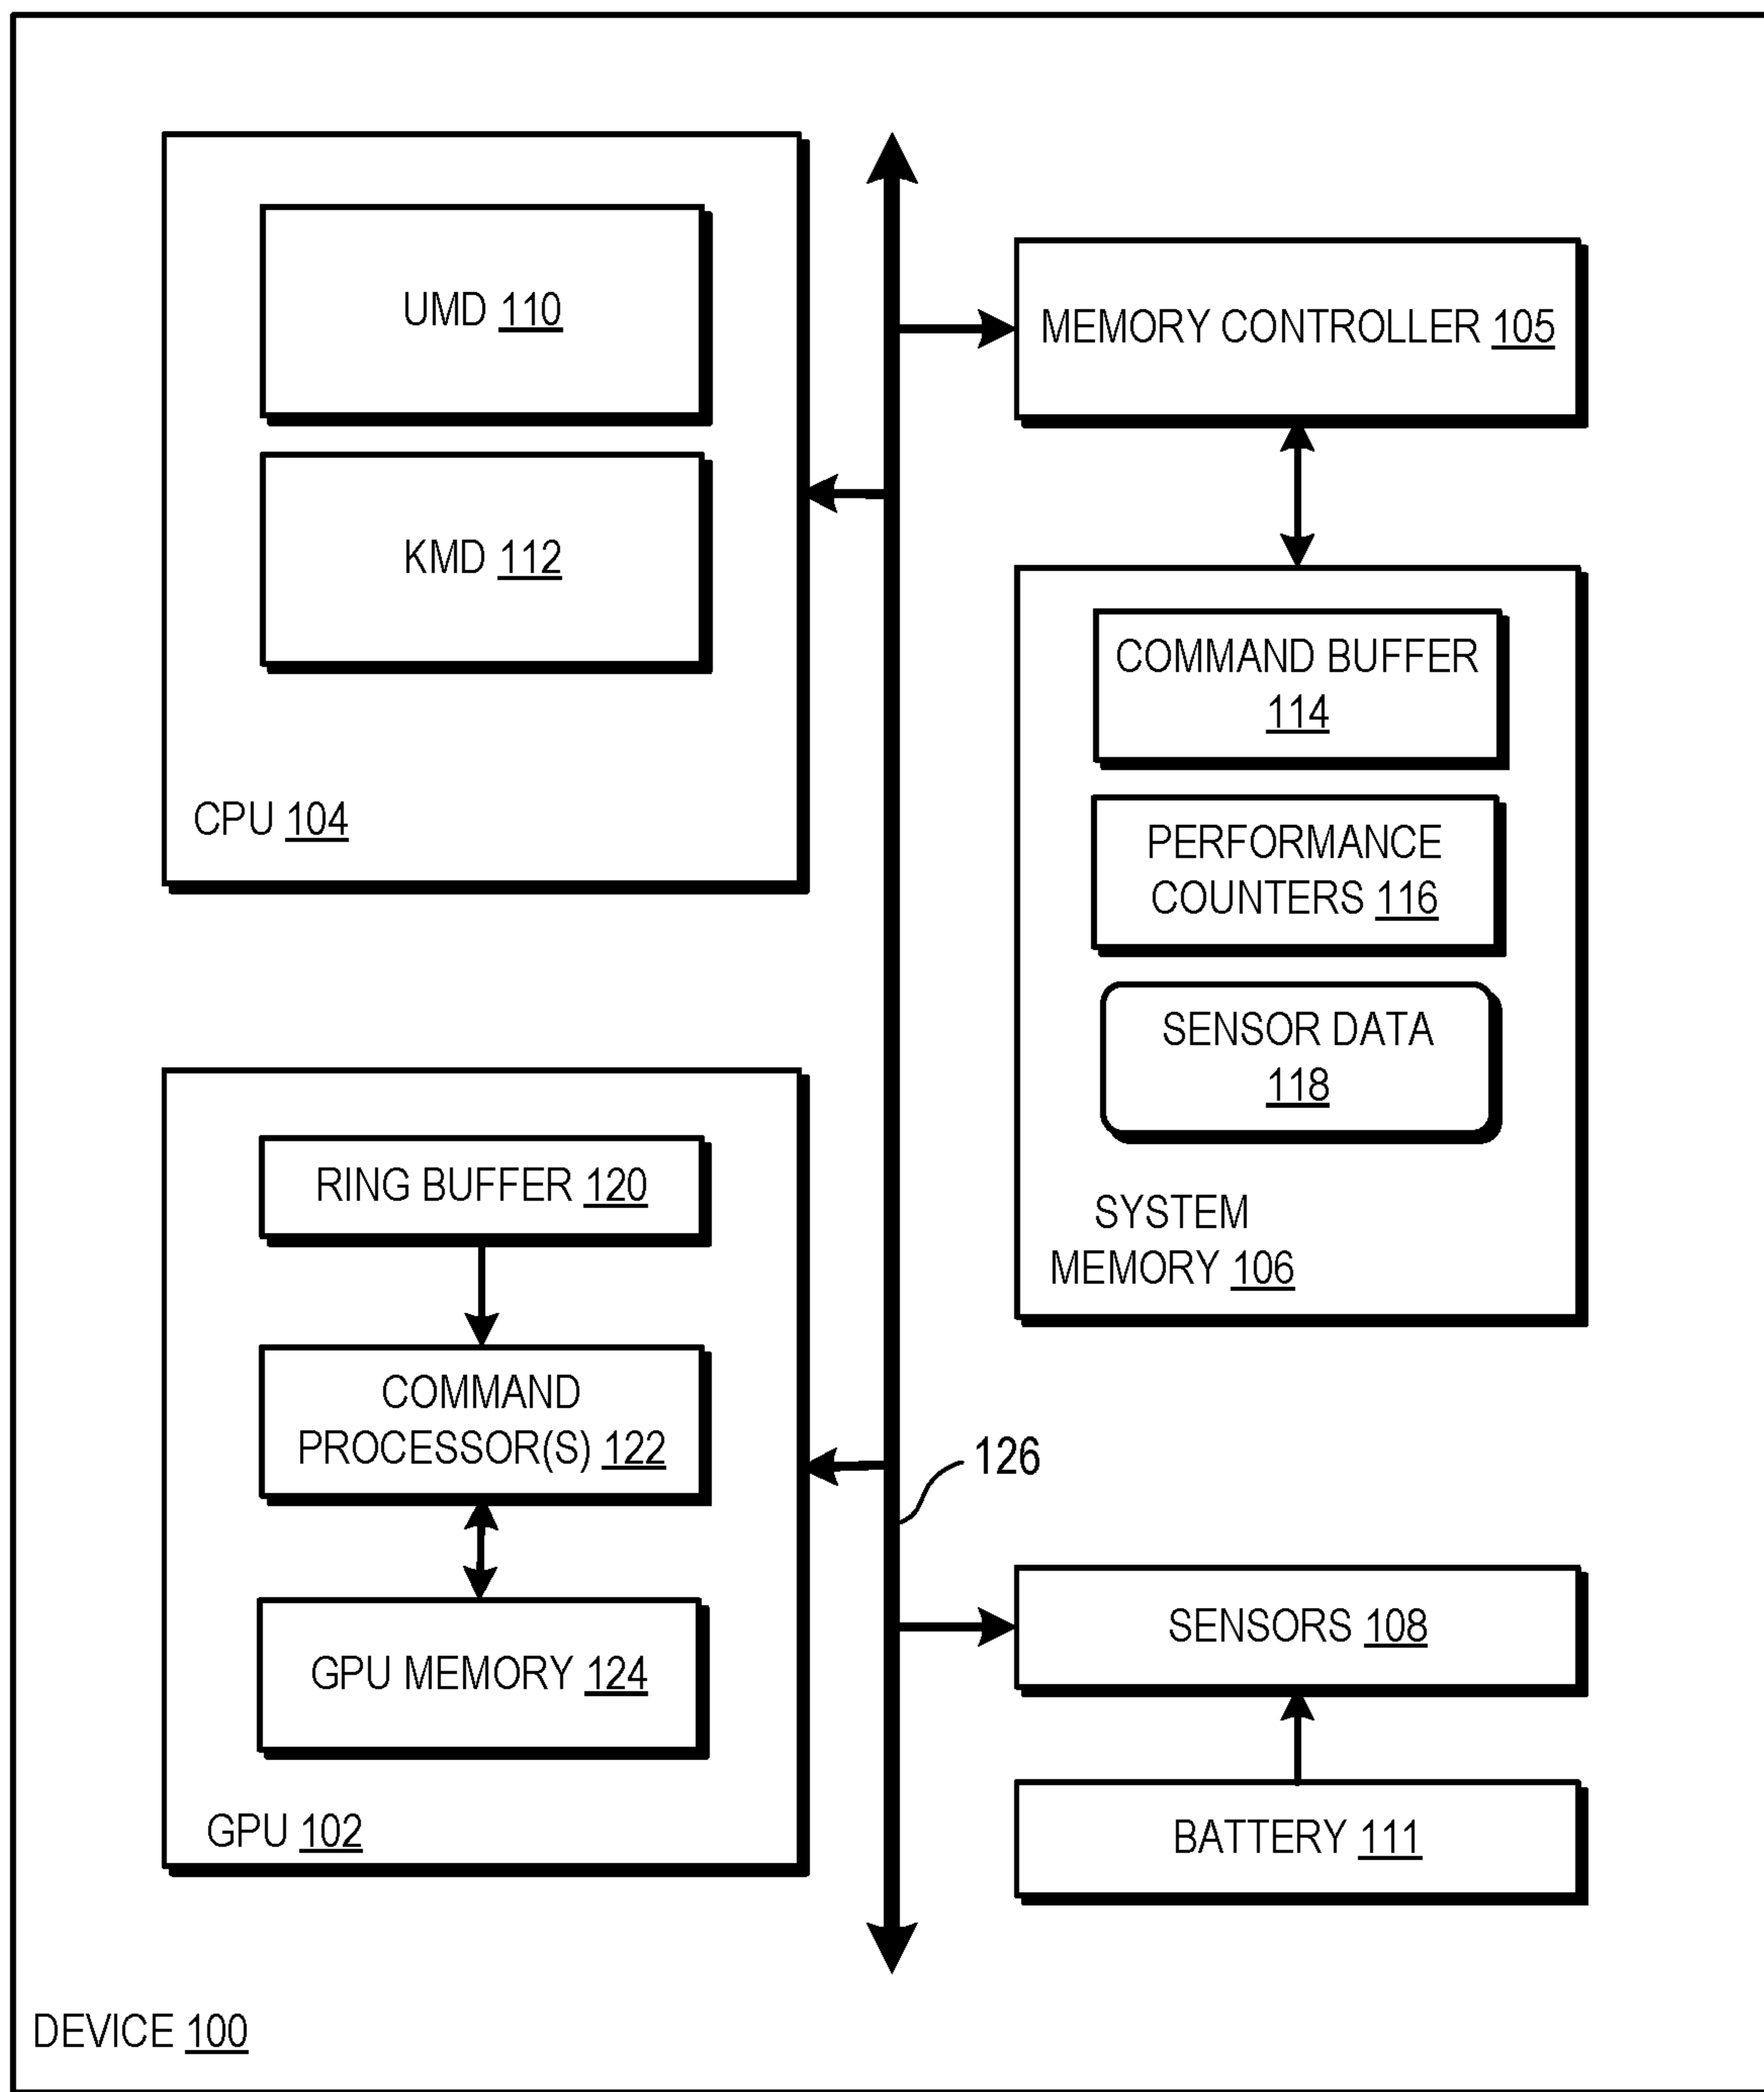 UMD 110
KMD 112
CPU 104
MEMORY CONTROLLER 105
COMMAND BUFFER
114
PERFORMANCE
COUNTERS 116
SENSOR DATA
118
SYSTEM
MEMORY 106
RING BUFFER 120
COMMAND
PROCESSOR(S) 122
GPU MEMORY 124
GPU 102
126
SENSORS 108
BATTERY 111
DEVICE 100